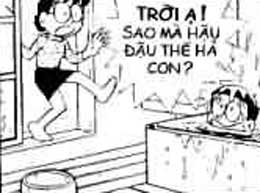 TRỜI Ạ!
SAO MÀ HẬU
ĐẬU THẾ HẢ
CON?